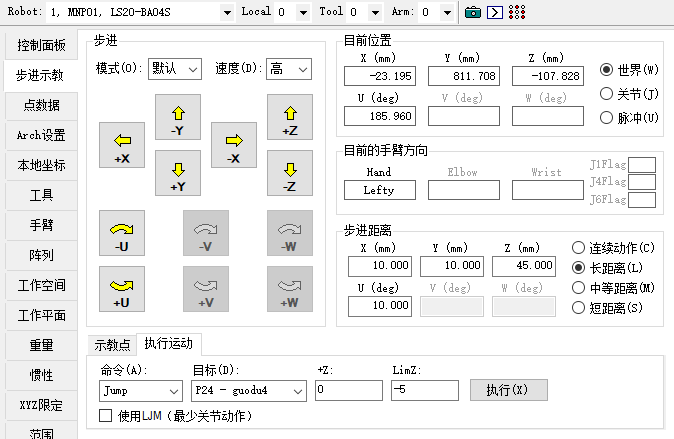 Robot: 1, MNP01, LS20-BA04S Local 0 Tool 0 Arm: 0
控制面板
步进示教
点数据
Arch设置
本地坐标
工具
手臂
阵列
工作空间
工作平面
重量
惯性
XYZ限定
范围
步进
模式(O): 默认 速度(D): 高
-Y +Z
+X -X
+Y -Z
-U -V -W
+U +V +W
目前位置
X (mm) Y (mm) Z (mm)
-23.195 811.708 -107.828
U (deg) V (deg) W (deg)
185.960
世界(W)
关节(J)
脉冲(U)
目前的手臂方向
Hand Elbow Wrist
Lefty
J1Flag
J4Flag
J6Flag
步进距离
X (mm) Y (mm) Z (mm)
10.000 10.000 45.000
U (deg) V (deg) W (deg)
10.000
连续动作(C)
长距离(L)
中等距离(M)
短距离(S)
示教点 执行运动
命令(A): 目标(D): +Z: LimZ:
Jump P24 - guodu4 0 -5 执行(X)
使用LJM（最少关节动作）